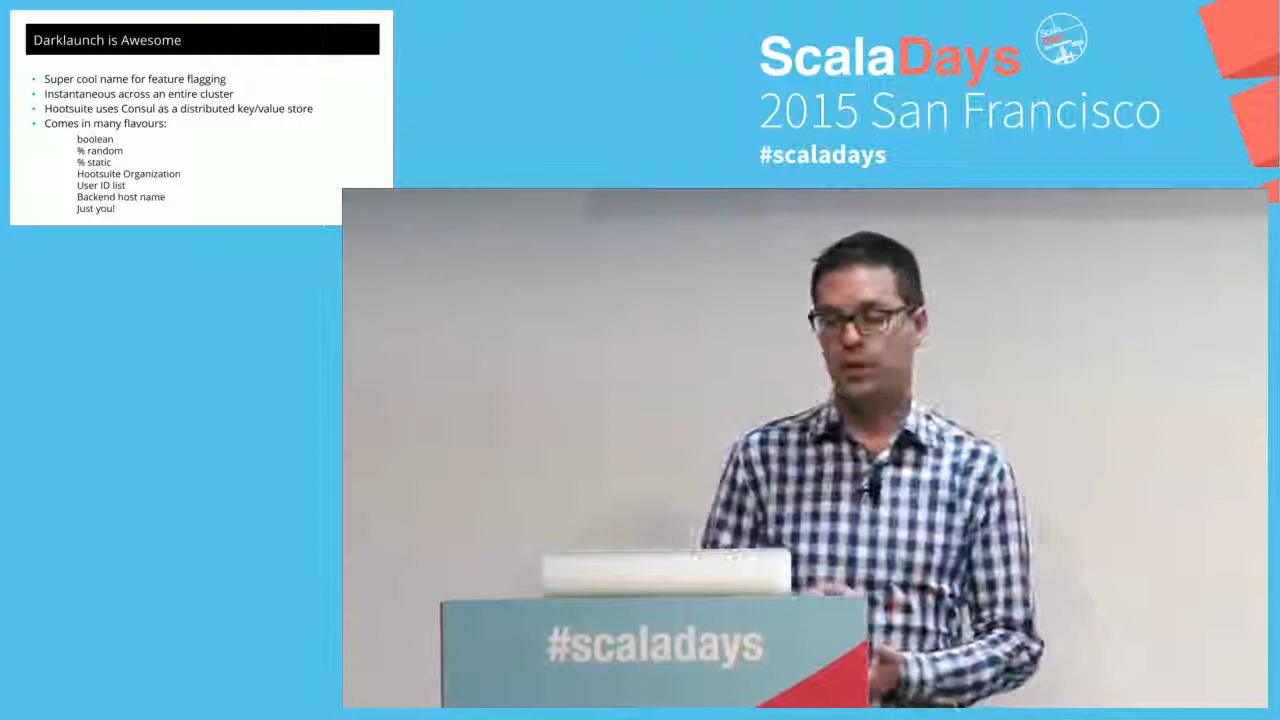 Darklaunch is Awesome
Super cool name for feature flagging
Instantaneous across an entire cluster
Hootsuite uses Consul as a distributed key/value store
Comes in many flavours:
boolean
% random
% static
Hootsuite Organization
User ID list
Backend host name
Just you!
ScalaDays
2015 San Francisco
#scaladays
#scaladays